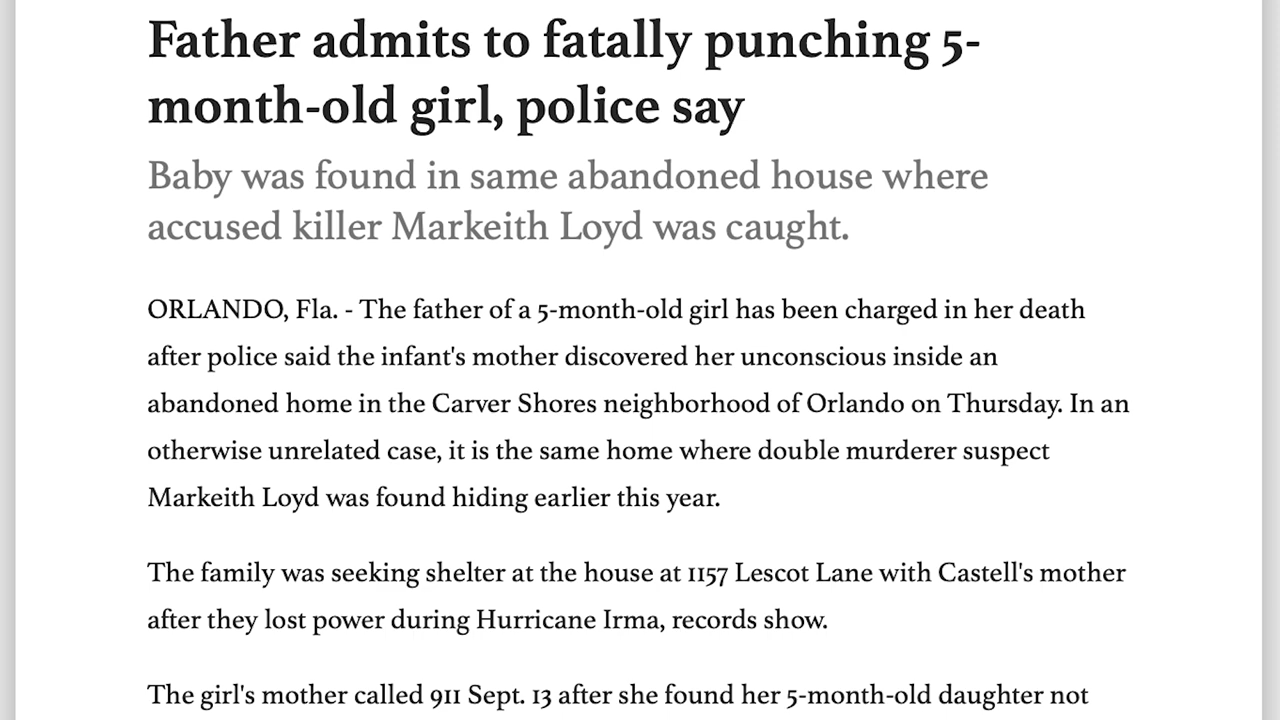 Father admits to fatally punching 5-
month-old girl, police say
Baby was found in same abandoned house where
accused killer Markeith Loyd was caught.
ORLANDO, Fla. - The father of a 5-month-old girl has been charged in her death
after police said the infant's mother discovered her unconscious inside an
abandoned home in the Carver Shores neighborhood of Orlando on Thursday. In an
otherwise unrelated case, it is the same home where double murderer suspect
Markeith Loyd was found hiding earlier this year.
The family was seeking shelter at the house at 1157 Lescot Lane with Castell's mother
after they lost power during Hurricane Irma, records show.
The girl's mother called 911 Sept. 13 after she found her 5-month-old daughter not